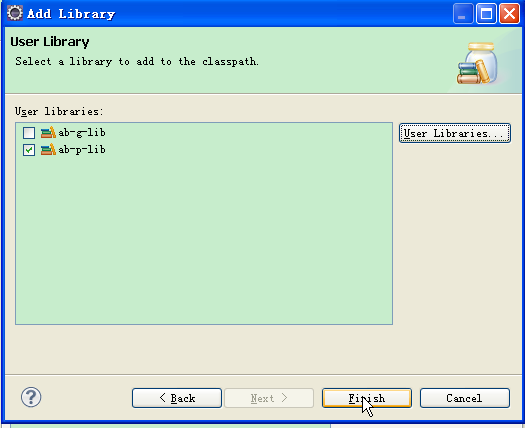 Add Library
User Library
Select a library to add to the classpath.
User libraries:
ab-g-lib
ab-p-lib
User Libraries...
?
< Back
Next >
Finish
Cancel